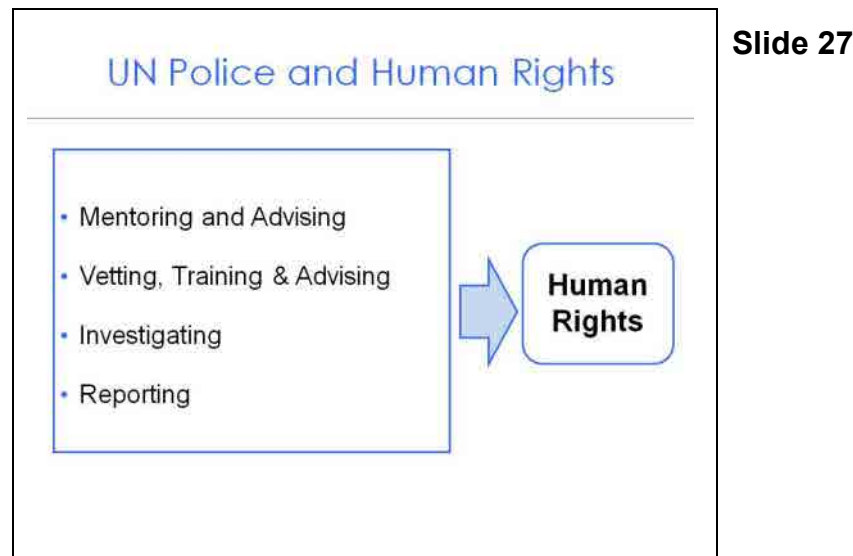 Slide 27
UN Police and Human Rights
• Mentoring and Advising
• Vetting, Training & Advising
• Investigating
• Reporting
Human
Rights